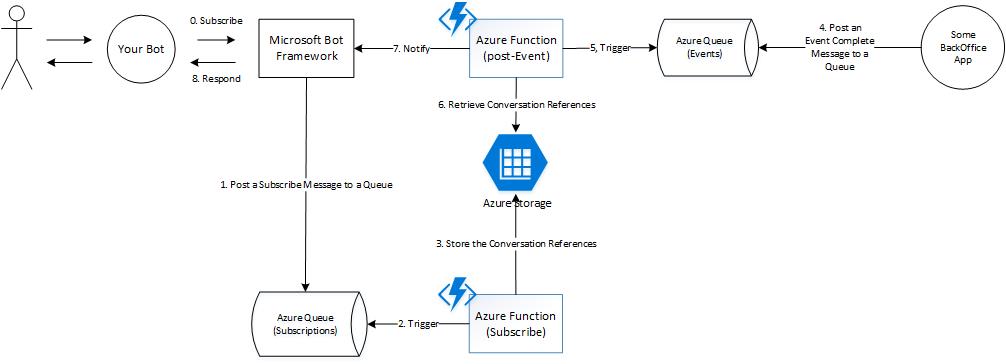 0. Subscribe
Your Bot
8. Respond
Microsoft Bot
Framework
7. Notify
Azure Function
(post-Event)
5, Trigger
Azure Queue
(Events)
4. Post an
Event Complete
Message to a
Queue
Some
BackOffice
App
6. Retrieve Conversation References
Azure Storage
1. Post a Subscribe Message to a Queue
3. Store the Conversation References
Azure Queue
(Subscriptions)
2. Trigger
Azure Function
(Subscribe)